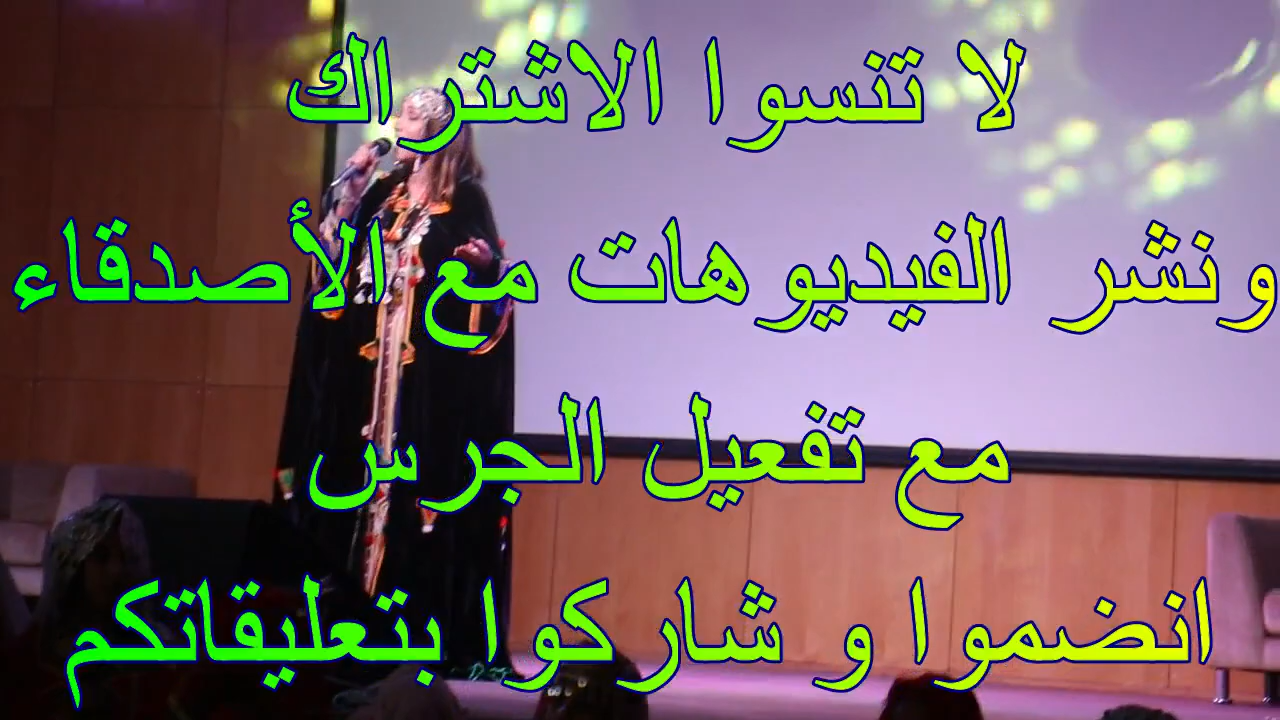 لا تنسوا الاشتراك
ونشر الفيديوهات مع الأصدقاء
مع تفعيل الجرس
انضموا و شاركوا بتعليقاتكم